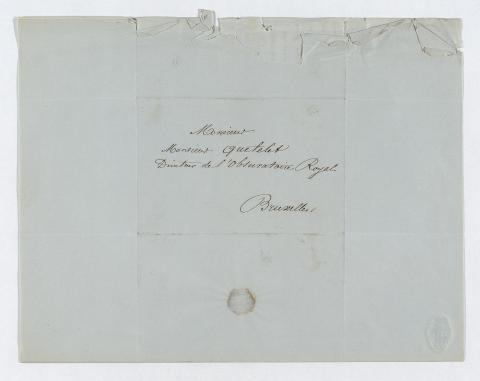 Monsieur
Monsieur Quetelet
Directeur de l'Observatoire Royal.
Bruxelles